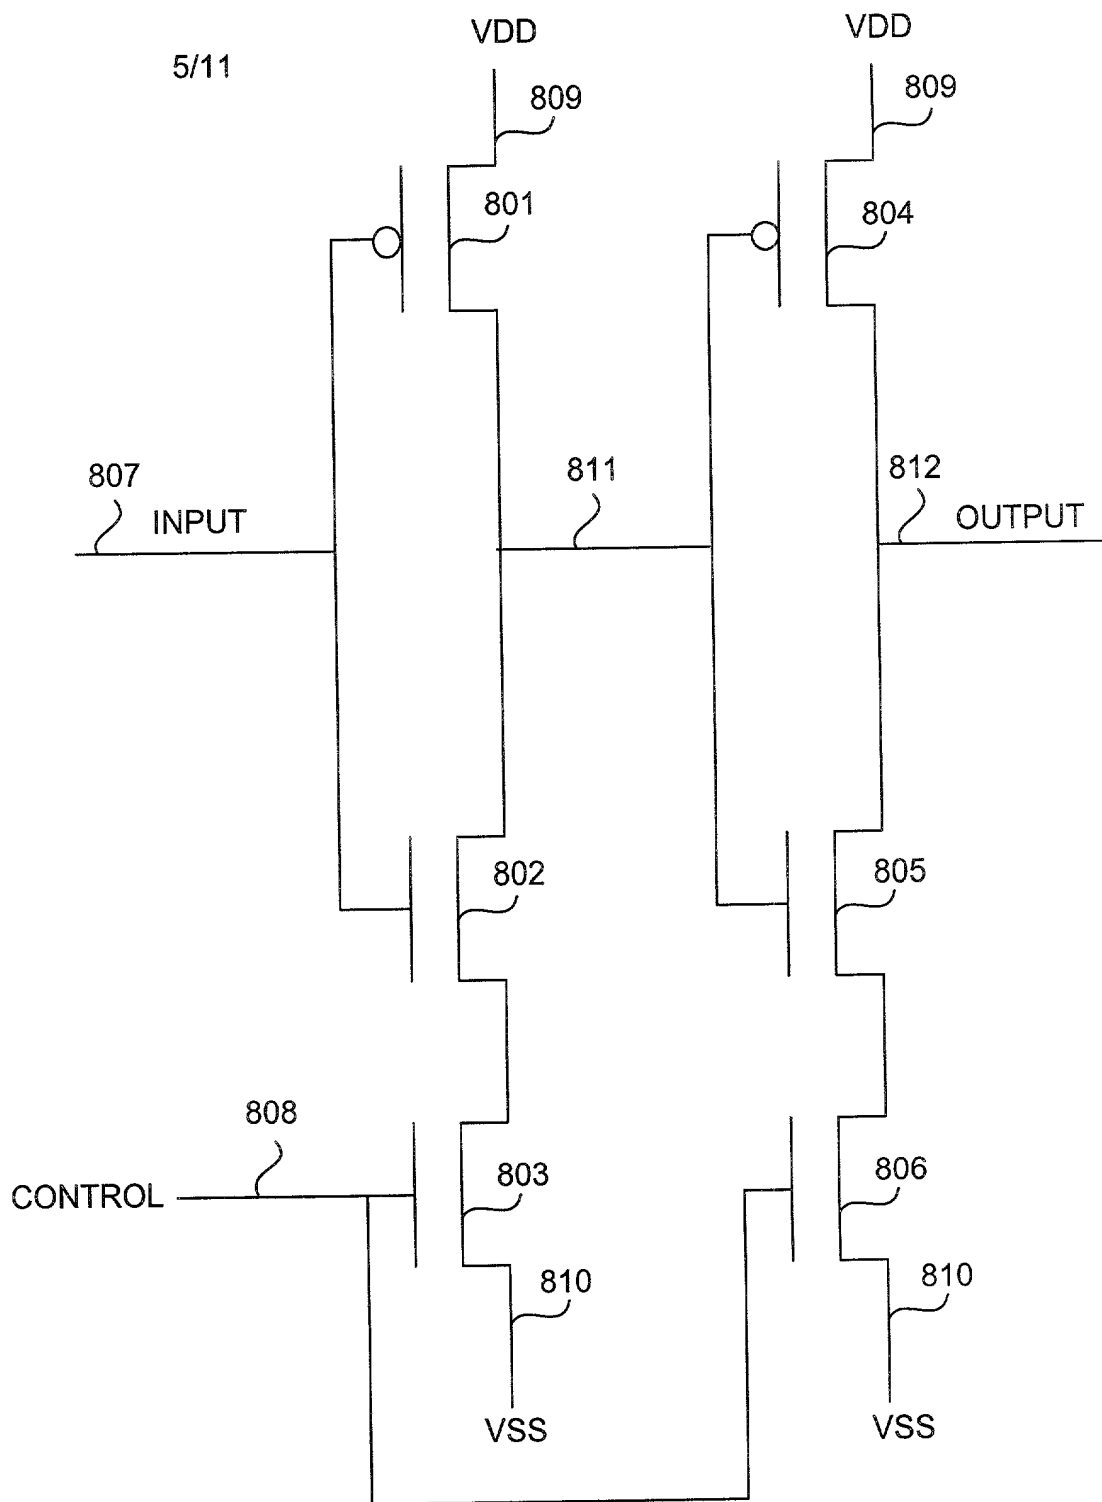 5/11
VDD
VDD
809
809
801
804
807
INPUT
811
812
OUTPUT
802
805
808
CONTROL
803
806
810
810
VSS
VSS